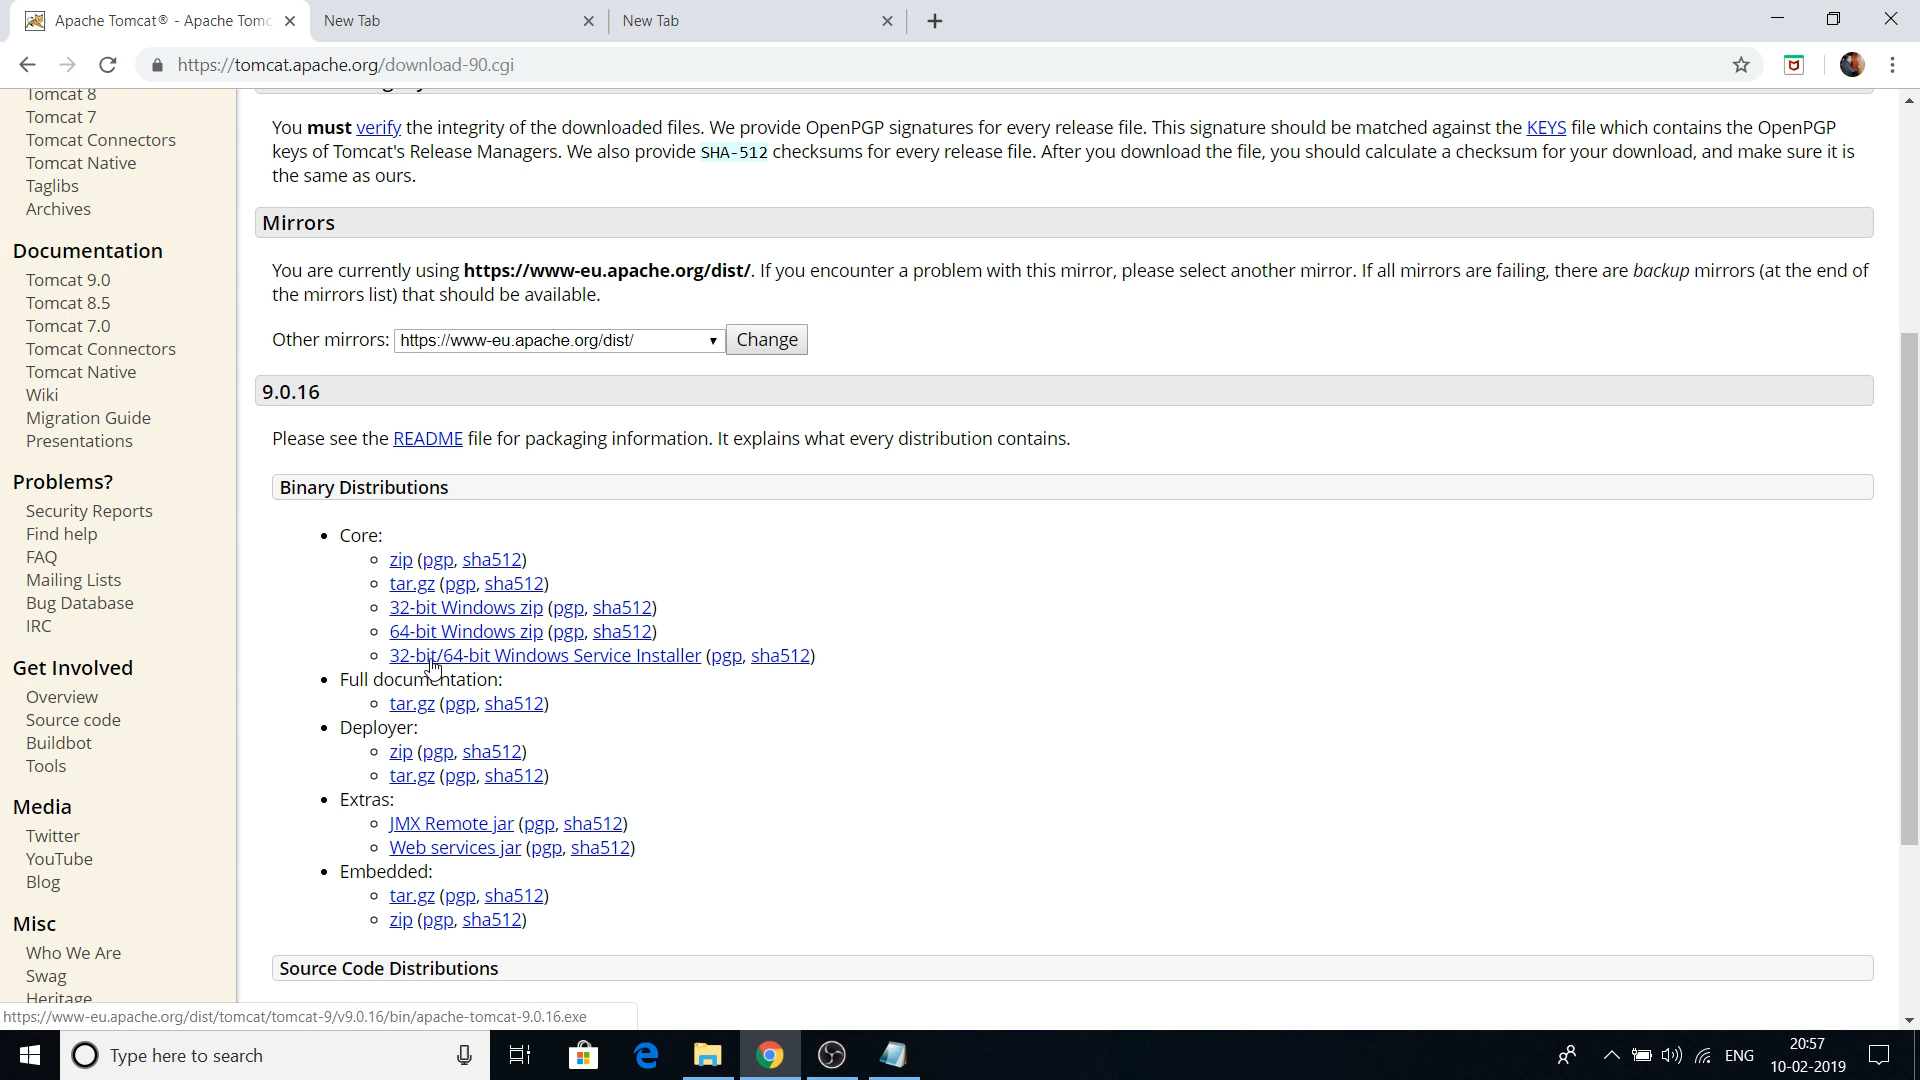 Apache Tomcat® - Apache Tomc
New Tab
New Tab
https://tomcat.apache.org/download-90.cgi
Tomcat 8
Tomcat 7
Tomcat Connectors
Tomcat Native
Taglibs
Archives
Documentation
Tomcat 9.0
Tomcat 8.5
Tomcat 7.0
Tomcat Connectors
Tomcat Native
Wiki
Migration Guide
Presentations
Problems?
Security Reports
Find help
FAQ
Mailing Lists
Bug Database
IRC
Get Involved
Overview
Source code
Buildbot
Tools
Media
Twitter
YouTube
Blog
Misc
Who We Are
Swag
Heritage
You must verify the integrity of the downloaded files. We provide OpenPGP signatures for every release file. This signature should be matched against the KEYS file which contains the OpenPGP
keys of Tomcat's Release Managers. We also provide SHA-512 checksums for every release file. After you download the file, you should calculate a checksum for your download, and make sure it is
the same as ours.
Mirrors
You are currently using https://www-eu.apache.org/dist/. If you encounter a problem with this mirror, please select another mirror. If all mirrors are failing, there are backup mirrors (at the end of
the mirrors list) that should be available.
Other mirrors: https://www-eu.apache.org/dist/ Change
9.0.16
Please see the README file for packaging information. It explains what every distribution contains.
Binary Distributions
Core:
zip (pgp, sha512)
tar.gz (pgp, sha512)
32-bit Windows zip (pgp, sha512)
64-bit Windows zip (pgp, sha512)
32-bit/64-bit Windows Service Installer (pgp, sha512)
Full documentation:
tar.gz (pgp, sha512)
Deployer:
zip (pgp, sha512)
tar.gz (pgp, sha512)
Extras:
JMX Remote jar (pgp, sha512)
Web services jar (pgp, sha512)
Embedded:
tar.gz (pgp, sha512)
zip (pgp, sha512)
Source Code Distributions
https://www-eu.apache.org/dist/tomcat/tomcat-9/v9.0.16/bin/apache-tomcat-9.0.16.exe
Type here to search
ENG
20:57
10-02-2019